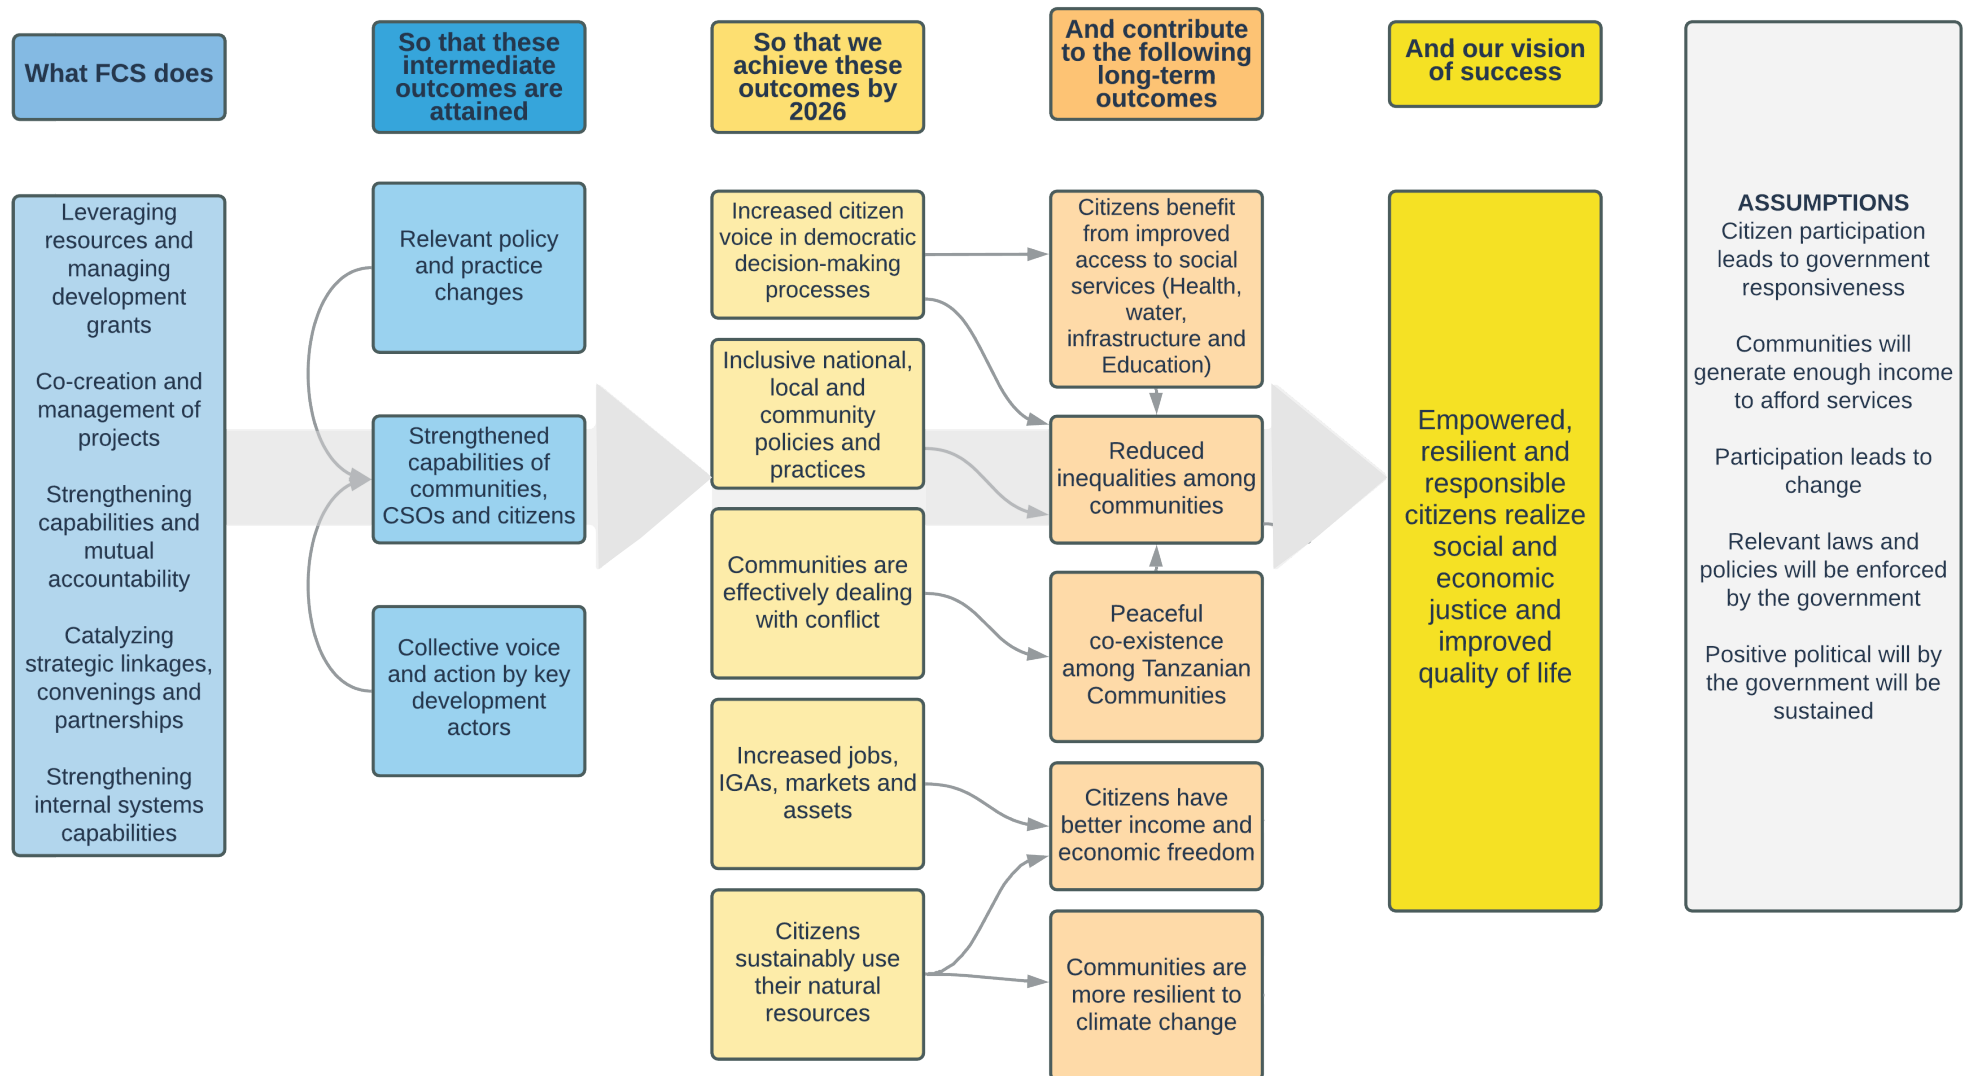 What FCS does
So that these
intermediate
outcomes are
attained
So that we
achieve these
outcomes by
2026
And contribute
to the following
long-term
outcomes
And our vision
of success
Leveraging
resources and
managing
development
grants
Co-creation and
management of
projects
Strengthening
capabilities and
mutual
accountability
Catalyzing
strategic linkages,
convenings and
partnerships
Strengthening
internal systems
capabilities
Relevant policy
and practice
changes
Strengthened
capabilities of
communities,
CSOs and citizens
Collective voice
and action by key
development
actors
Increased citizen
voice in democratic
decision-making
processes
Inclusive national,
local and
community
policies and
practices
Communities are
effectively dealing
with conflict
Increased jobs,
IGAs, markets and
assets
Citizens
sustainably use
their natural
resources
Citizens benefit
from improved
access to social
services (Health,
water,
infrastructure and
Education)
Reduced
inequalities among
communities
Peaceful
co-existence
among Tanzanian
Communities
Citizens have
better income and
economic freedom
Communities are
more resilient to
climate change
Empowered,
resilient and
responsible
citizens realize
social and
economic
justice and
improved
quality of life
ASSUMPTIONS
Citizen participation
leads to government
responsiveness
Communities will
generate enough income
to afford services
Participation leads to
change
Relevant laws and
policies will be enforced
by the government
Positive political will by
the government will be
sustained